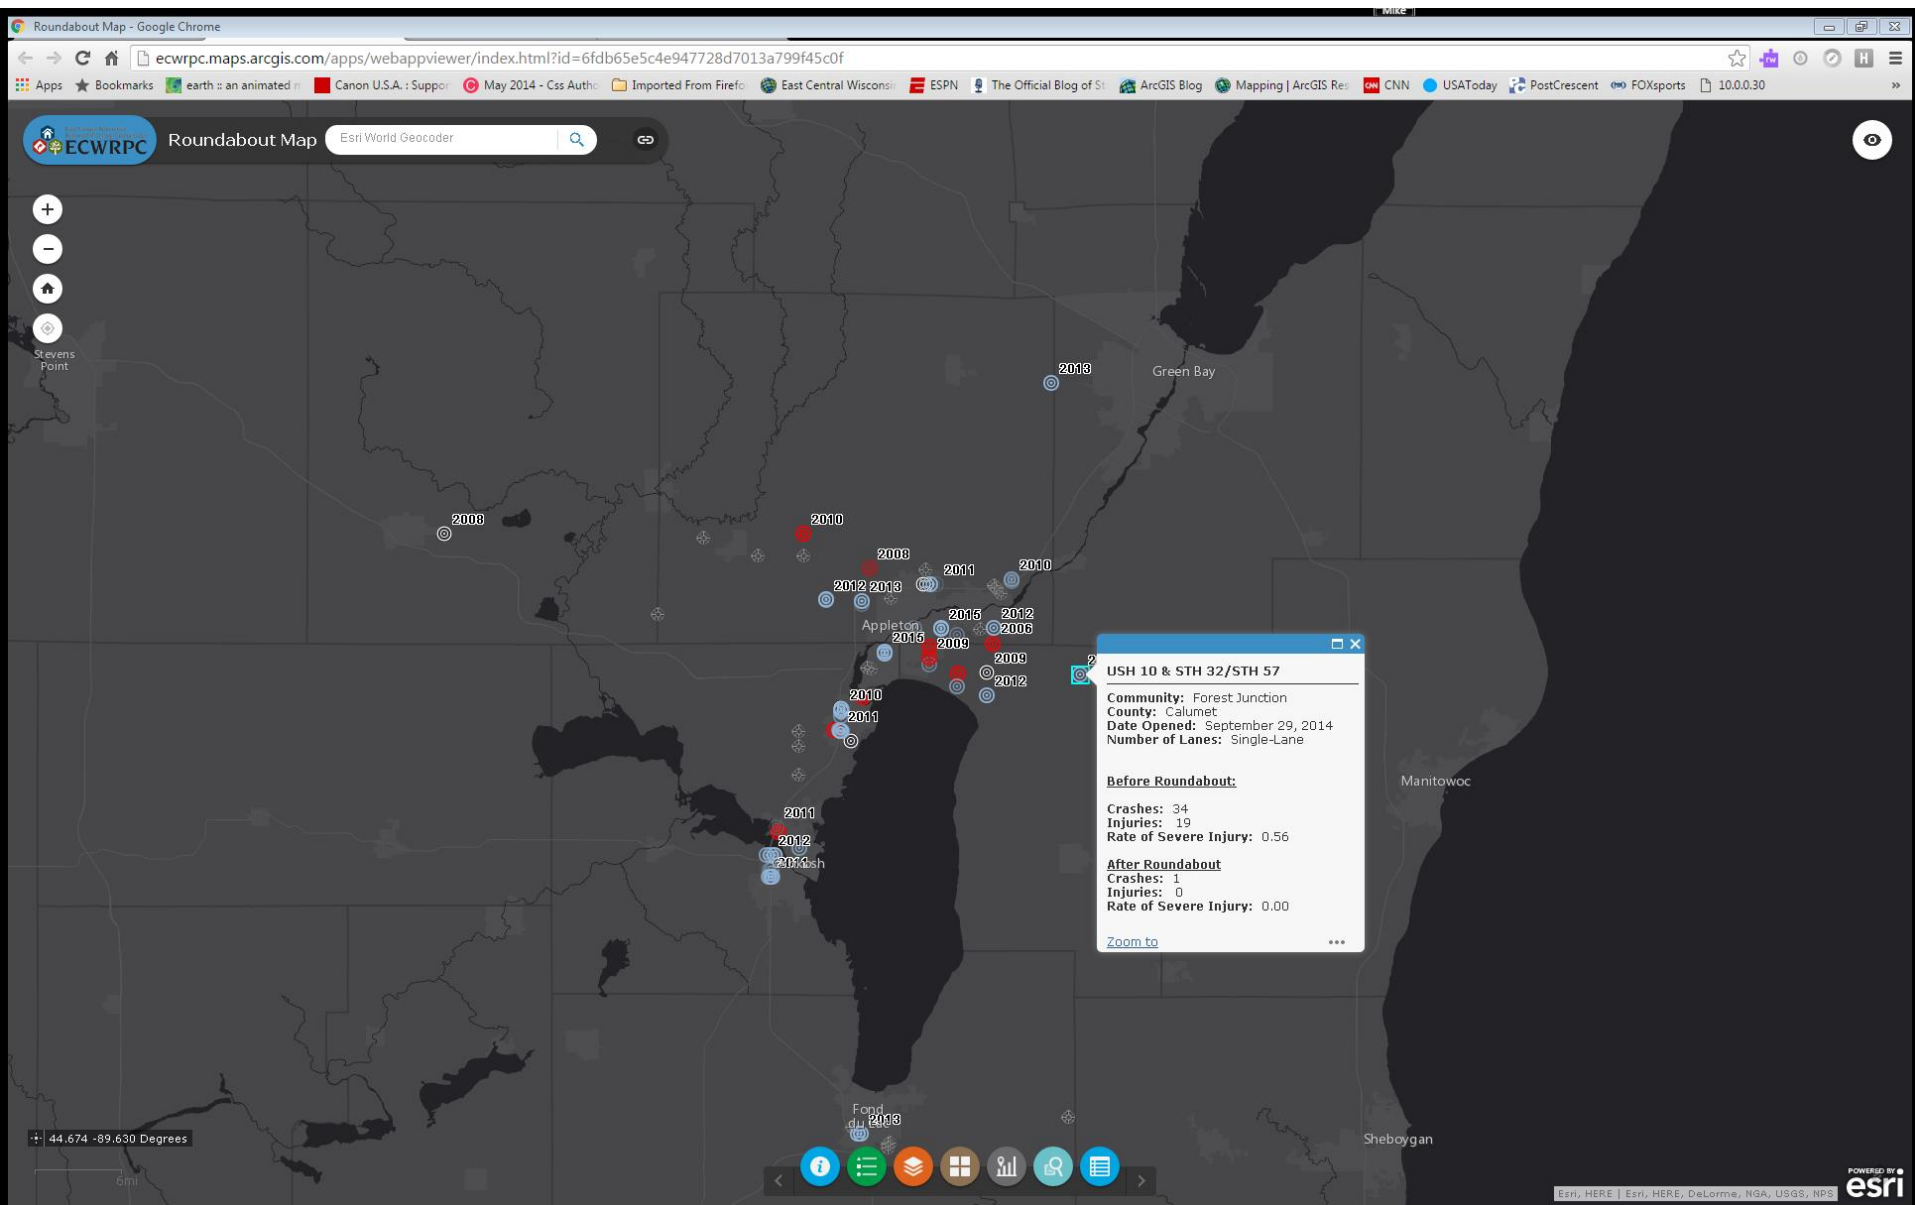 Mike
Roundabout Map - Google Chrome
ecwrpc.maps.arcgis.com/apps/webappviewer/index.html?id=6fdb65e5c4e947728d7013a799f45c0f
Apps Bookmarks earth :: an animated Canon U.S.A. : Suppor May 2014 - Css Autho Imported From Firefo East Central Wisconsi ESPN The Official Blog of St ArcGIS Blog Mapping | ArcGIS Res CNN USAToday PostCrescent FOXsports 10.0.0.30 »
ECWRPC Roundabout Map Esri World Geocoder
Stevens
Point
2013
Green Bay
2008
2010
2008
2011
2010
2012 2013
2015 2012
Appleton 2006
2015 2009
2009
2012
2010
2011
USH 10 & STH 32/STH 57
Community: Forest Junction
County: Calumet
Date Opened: September 29, 2014
Number of Lanes: Single-Lane
Before Roundabout:
Crashes: 34
Injuries: 19
Rate of Severe Injury: 0.56
After Roundabout
Crashes: 1
Injuries: 0
Rate of Severe Injury: 0.00
Zoom to
Manitowoc
2011
2012
Fond
du Lac
2013
Sheboygan
44.674 -89.630 Degrees
6mi
POWERED BY
esri
Esri, HERE | Esri, HERE, DeLorme, NGA, USGS, NPS